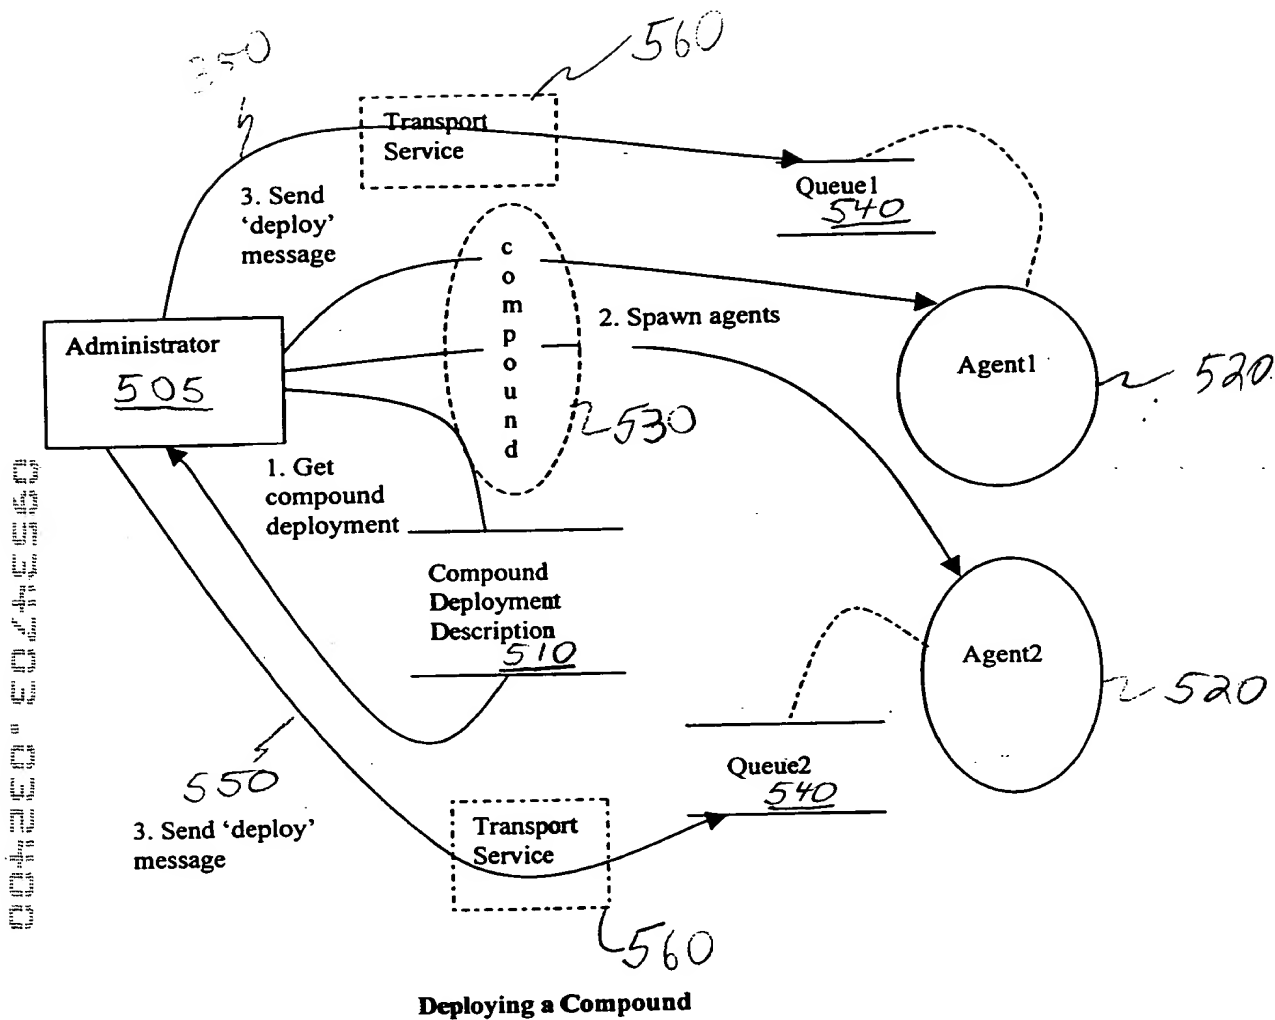 560
Transport
Service
3. Send
‘deploy’
message
Queue1
540
c
o
m
p
o
u
n
d
2. Spawn agents
Administrator
505
Agent1
520
530
1. Get
compound
deployment
Compound
Deployment
Description
510
Agent2
520
Queue2
540
550
3. Send ‘deploy’
message
Transport
Service
560
Deploying a Compound